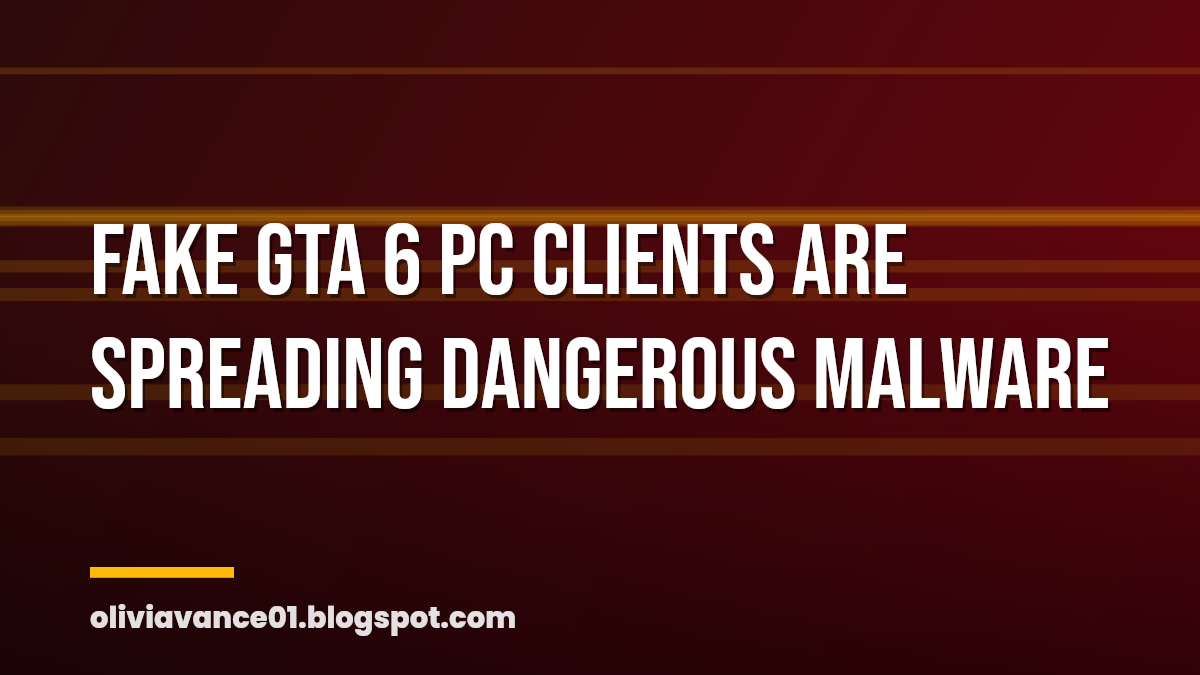 FAKE GTA 6 PC CLIENTS ARE
SPREADING DANGEROUS MALWARE
oliviavance01.blogspot.com